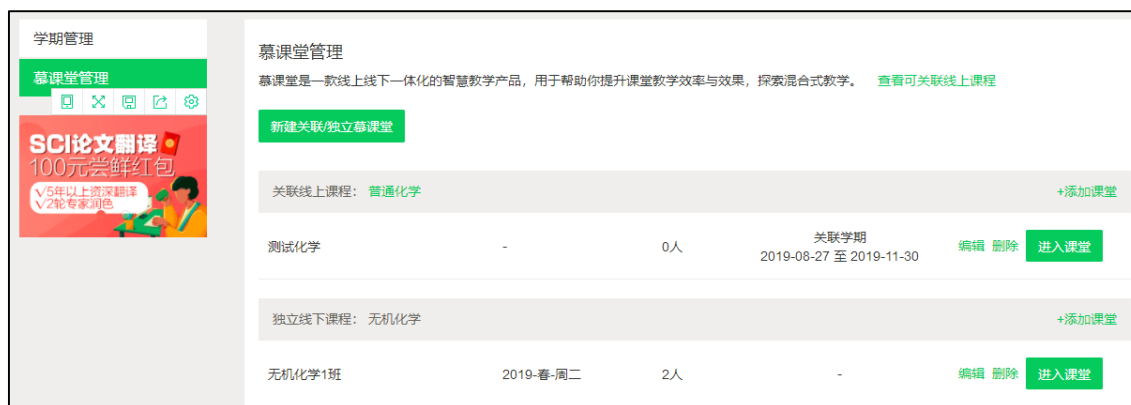 学期管理
慕课堂管理
SCI论文翻译
100元尝鲜红包
√5年以上资深翻译
√2轮专家润色
慕课堂管理
慕课堂是一款线上线下一体化的智慧教学产品，用于帮助你提升课堂教学效率与效果，探索混合式教学。 查看可关联线上课程
新建关联/独立慕课堂
关联线上课程： 普通化学 +添加课堂
测试化学 - 0人 关联学期 编辑 删除 进入课堂
2019-08-27 至 2019-11-30
独立线下课程： 无机化学 +添加课堂
无机化学1班 2019-春-周二 2人 - 编辑 删除 进入课堂